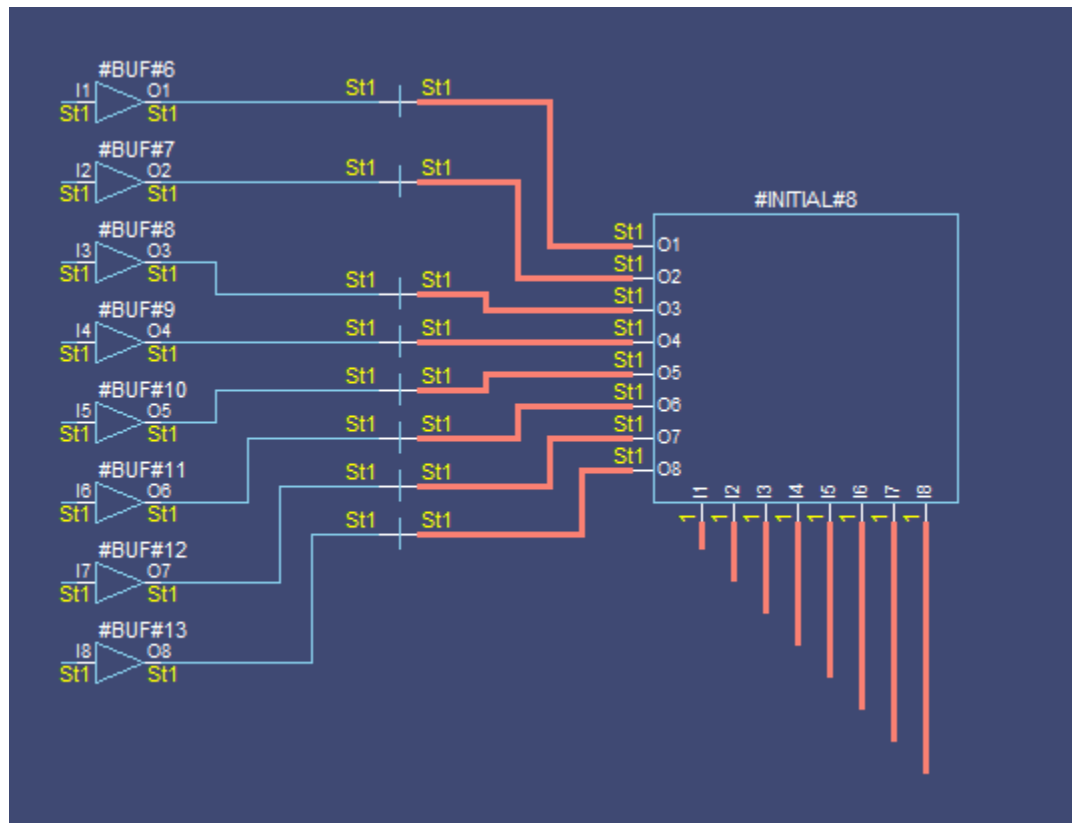 #BUF#6
I1 O1 St1 St1
St1 St1
#BUF#7
I2 O2 St1 St1
St1 St1
#INITIAL#8
#BUF#8
I3 O3
St1 St1
St1 O1
St1 O2
St1 St1
St1 O3
#BUF#9
I4 O4 St1 St1 St1 O4
St1 St1
St1 O5
St1 St1
#BUF#10
St1 O6
I5 O5
St1 St1
St1 St1
St1 O7
St1 O8
#BUF#11
St1 St1
I6 O6
St1 St1
I1 I2 I3 I4 I5 I6 I7 I8
1 1 1 1 1 1 1 1
St1 St1
#BUF#12
I7 O7
St1 St1
#BUF#13
I8 O8
St1 St1